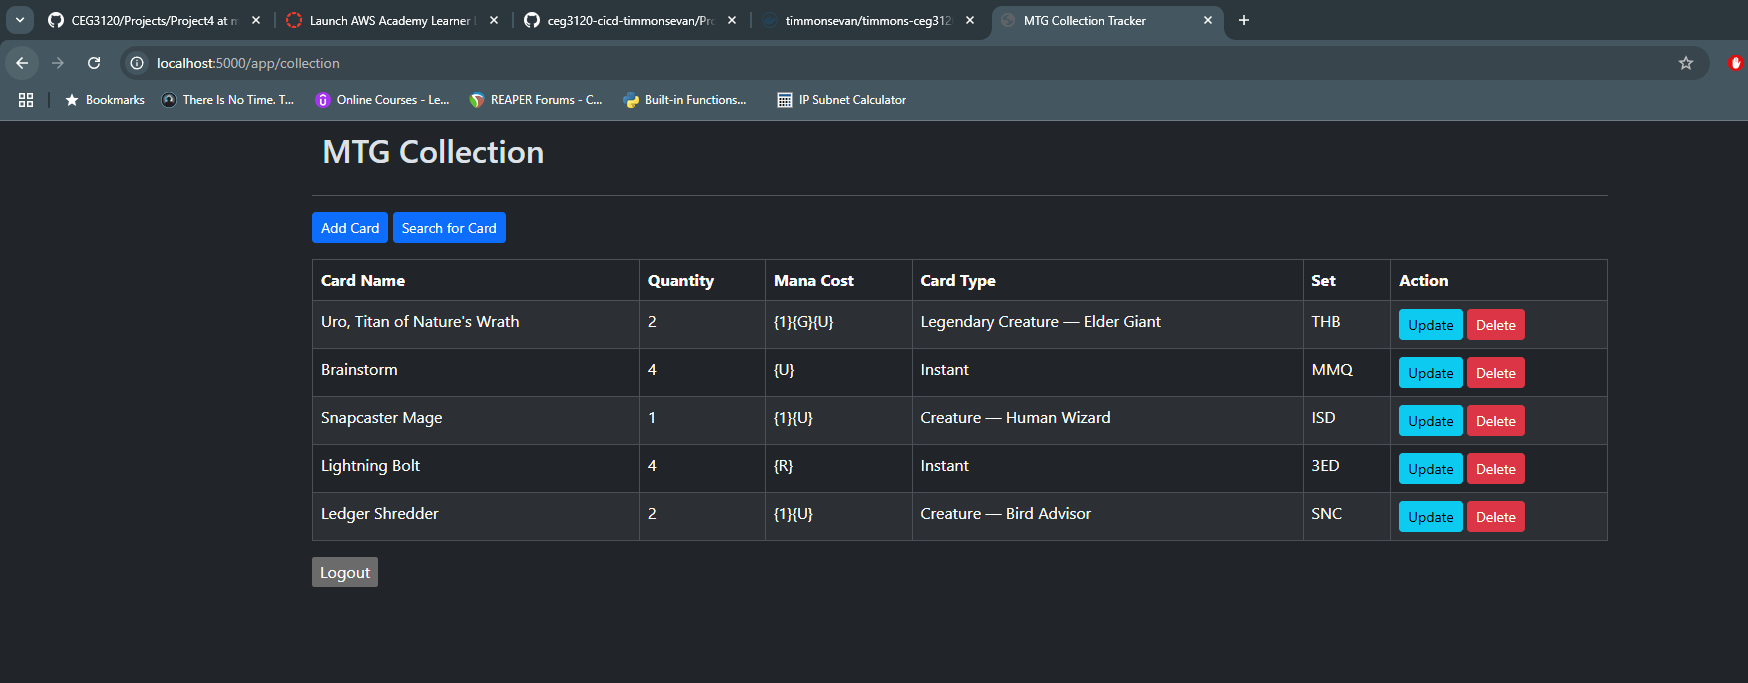 CEG3120/Projects/Project4 at m
Launch AWS Academy Learner
ceg3120-cicd-timmonsevan/Pro
timmonsevan/timmons-ceg312
MTG Collection Tracker
localhost:5000/app/collection
Bookmarks
There Is No Time. T...
Online Courses - Le...
REAPER Forums - C...
Built-in Functions...
IP Subnet Calculator
MTG Collection
Add Card Search for Card
Card Name Quantity Mana Cost Card Type Set Action
Uro, Titan of Nature's Wrath 2 {1}{G}{U} Legendary Creature — Elder Giant THB Update Delete
Brainstorm 4 {U} Instant MMQ Update Delete
Snapcaster Mage 1 {1}{U} Creature — Human Wizard ISD Update Delete
Lightning Bolt 4 {R} Instant 3ED Update Delete
Ledger Shredder 2 {1}{U} Creature — Bird Advisor SNC Update Delete
Logout